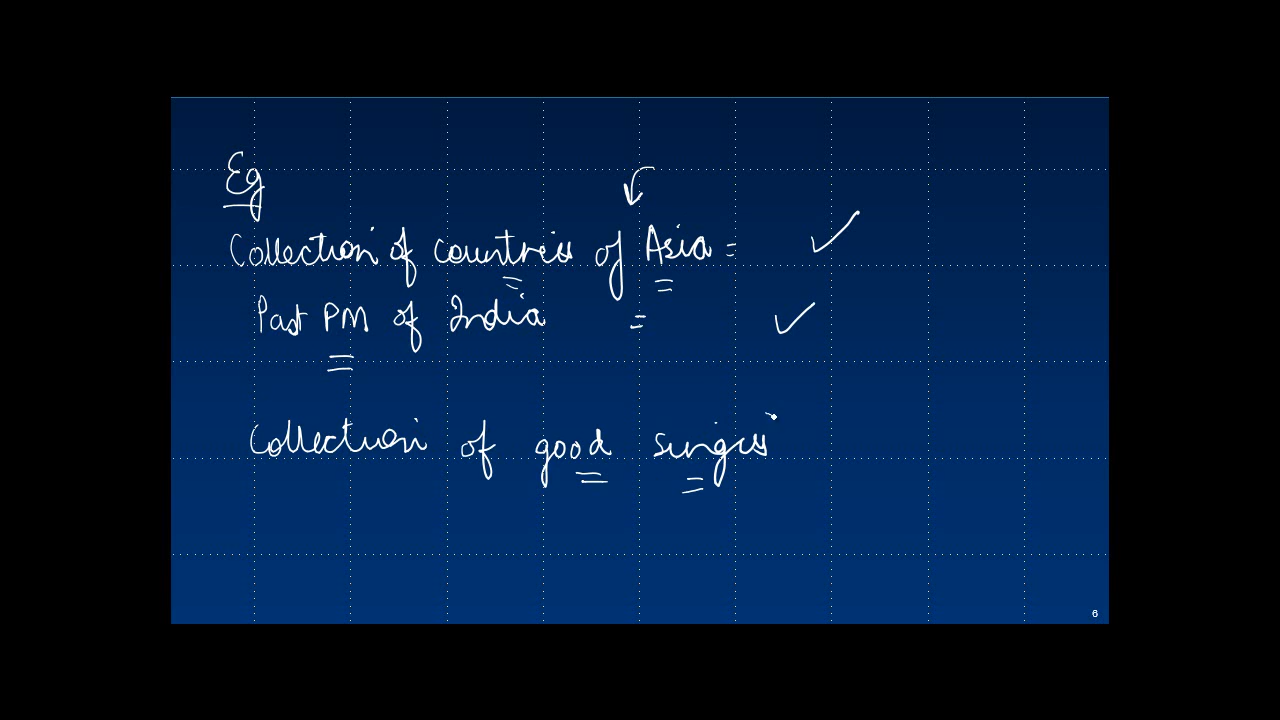 Eg
Collection of countries of Asia =
Past PM of India =
Collection of good singers
6